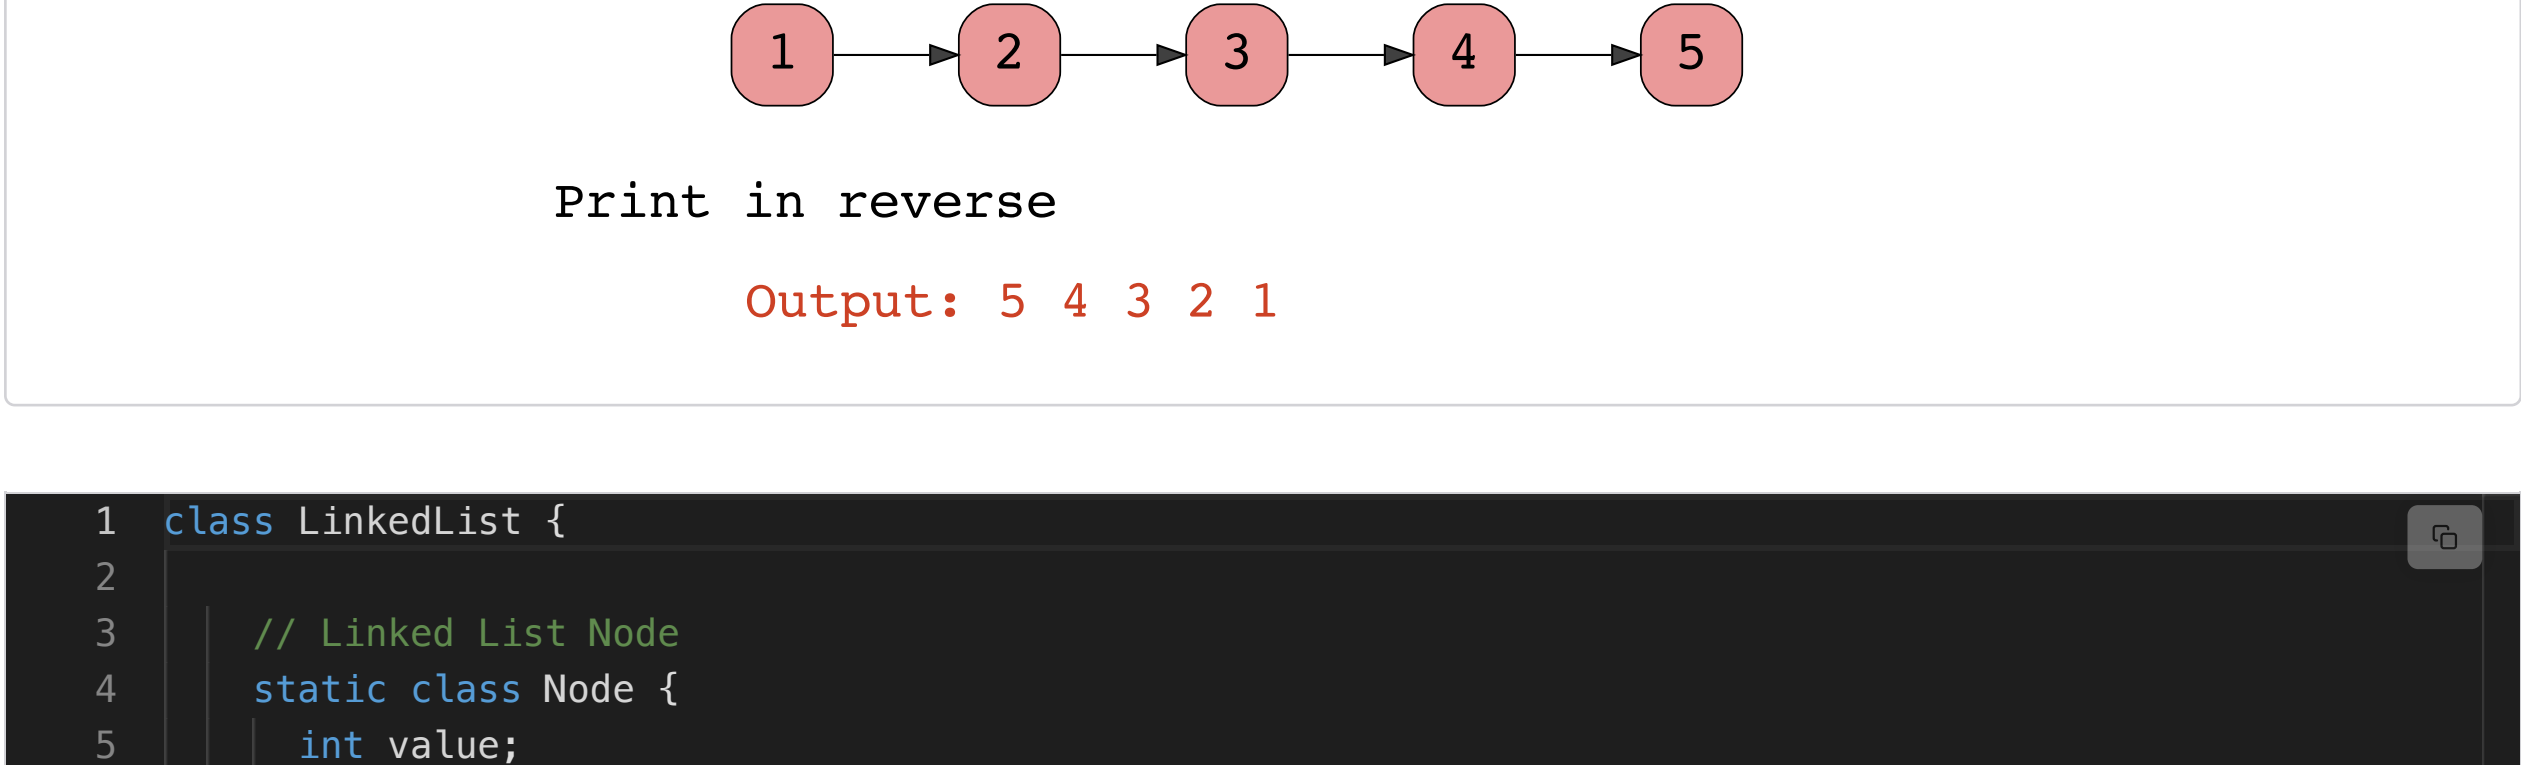 1 2 3 4 5
Print in reverse
Output: 5 4 3 2 1
1 class LinkedList {
2
3 // Linked List Node
4 static class Node {
5 int value;